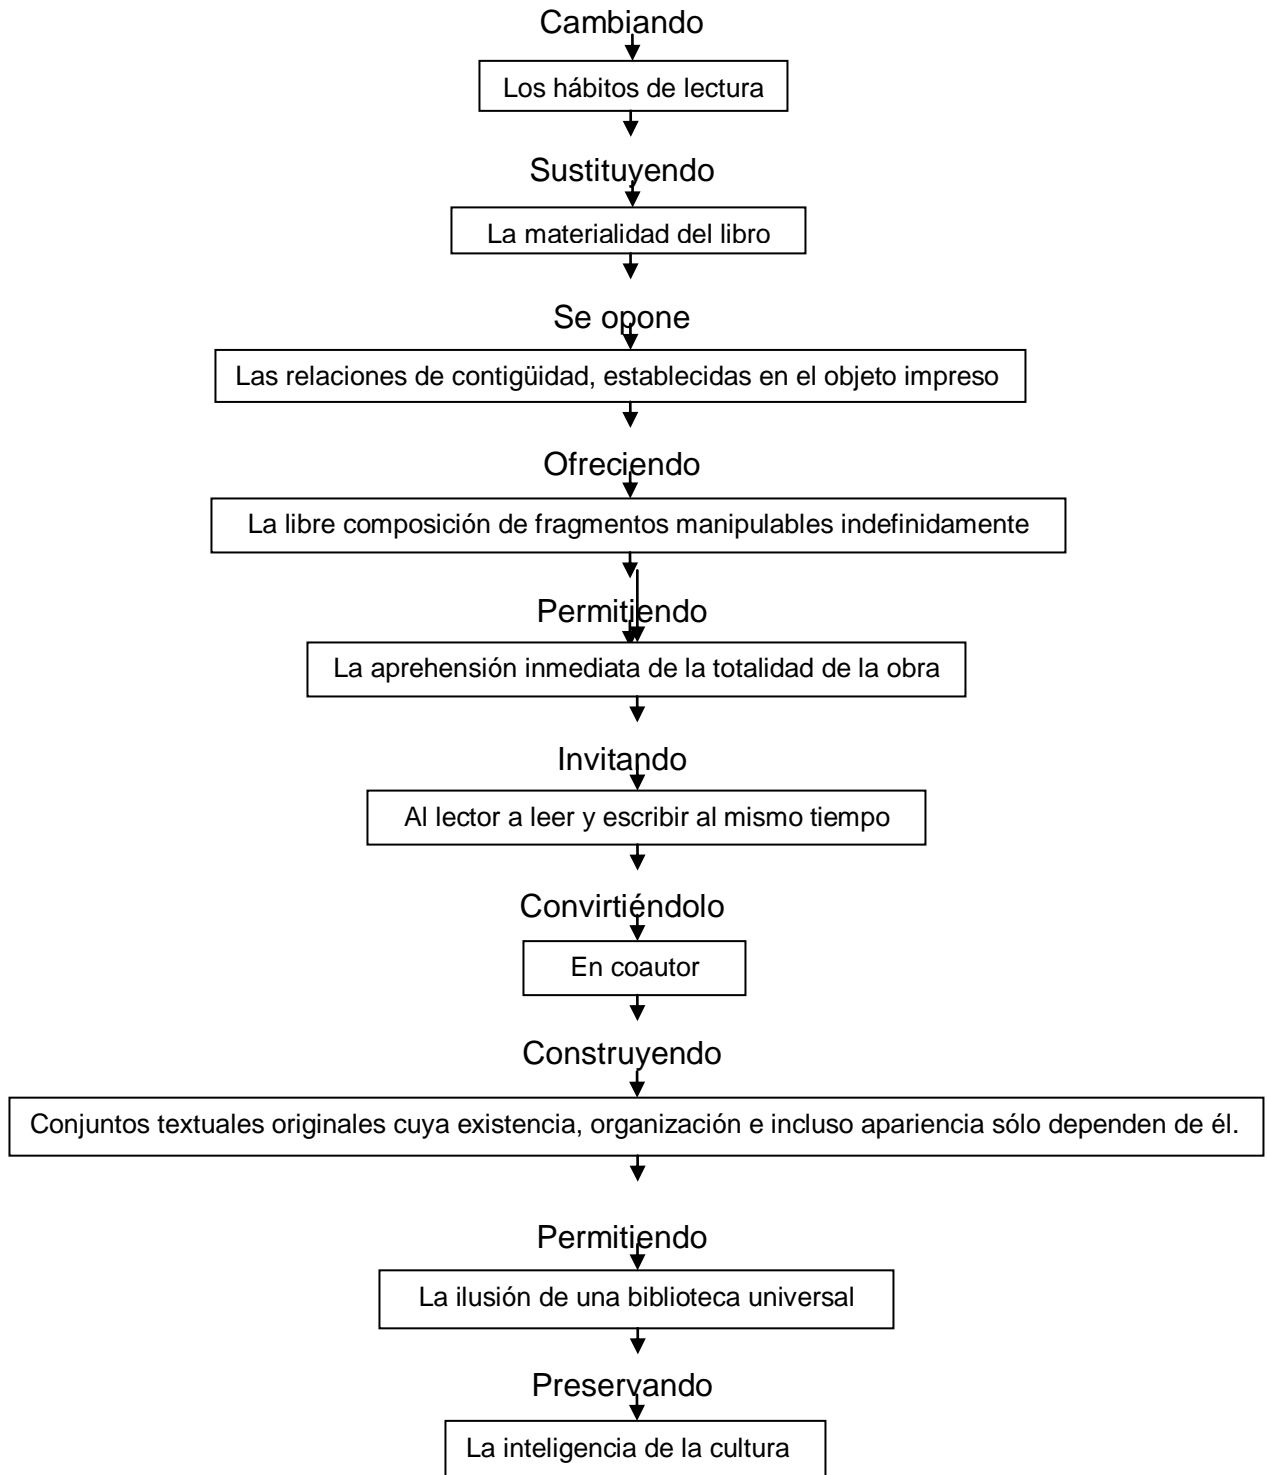 Cambiando
Los hábitos de lectura
Sustituyendo
La materialidad del libro
Se opone
Las relaciones de contigüidad, establecidas en el objeto impreso
Ofreciendo
La libre composición de fragmentos manipulables indefinidamente
Permitiendo
La aprehensión inmediata de la totalidad de la obra
Invitando
Al lector a leer y escribir al mismo tiempo
Convirtiéndolo
En coautor
Construyendo
Conjuntos textuales originales cuya existencia, organización e incluso apariencia sólo dependen de él.
Permitiendo
La ilusión de una biblioteca universal
Preservando
La inteligencia de la cultura